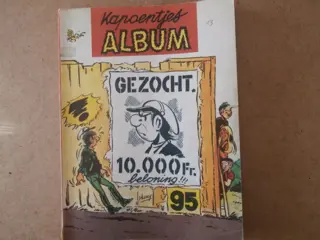 Kapoentjes
ALBUM
GEZOCHT.
10.000 Fr.
beloning!!!
95